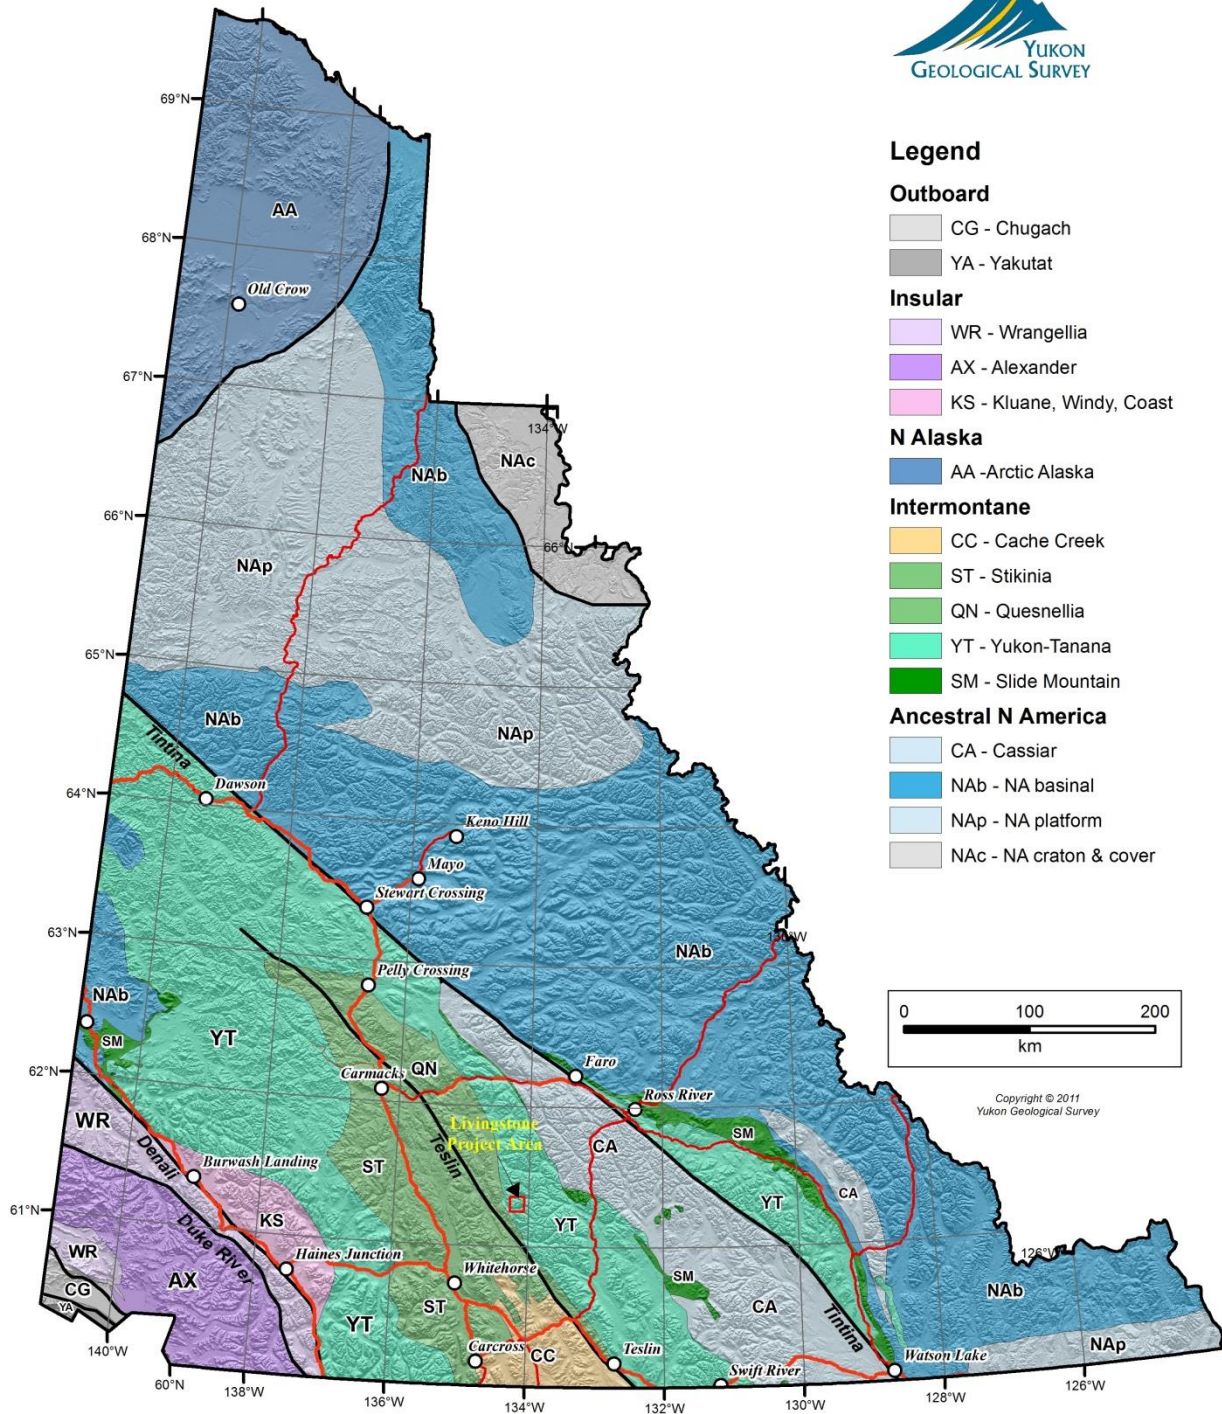 YUKON
GEOLOGICAL SURVEY
Legend
Outboard
CG - Chugach
YA - Yakutat
Insular
WR - Wrangellia
AX - Alexander
KS - Kluane, Windy, Coast
N Alaska
AA -Arctic Alaska
Intermontane
CC - Cache Creek
ST - Stikinia
QN - Quesnellia
YT - Yukon-Tanana
SM - Slide Mountain
Ancestral N America
CA - Cassiar
NAb - NA basinal
NAp - NA platform
NAc - NA craton & cover
0 100 200
km
Copyright © 2011
Yukon Geological Survey
69°N
AA
68°N
Old Crow
67°N
134°W
NAc
NAb
66°N
66°N
NAp
65°N
NAb
NAp
Tintina
Dawson
64°N
Keno Hill
Mayo
Stewart Crossing
63°N
130°W
NAb
Pelly Crossing
NAb
YT
SM
62°N
Faro
QN
Carmacks
Ross River
WR
Livingstone
Project Area
SM
CA
Denali
Teslin
Burwash Landing
ST
CA
YT
61°N
KS
YT
Duke River
WR
Haines Junction
126°W
CG
AX
Whitehorse
SM
NAb
YA
ST
CA
YT
Tintina
140°W
Carcross
CC
Teslin
NAp
Swift River
Watson Lake
60°N
138°W
136°W
134°W
132°W
130°W
128°W
126°W